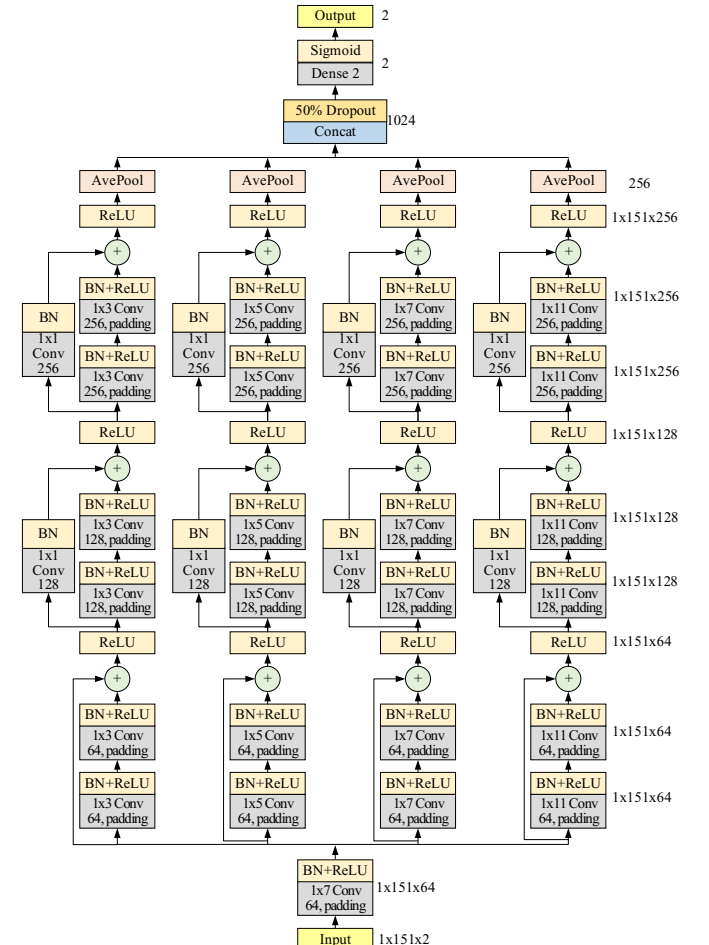 Output 2
Sigmoid
Dense 2
2
50% Dropout
Concat
1024
AvePool AvePool AvePool AvePool 256
ReLU ReLU ReLU ReLU 1x151x256
+ + + +
BN+ReLU BN+ReLU BN+ReLU BN+ReLU 1x151x256
1x3 Conv 1x5 Conv 1x7 Conv 1x11 Conv
256, padding 256, padding 256, padding 256, padding
BN BN BN BN
1x1 1x1 1x1 1x1
Conv Conv Conv Conv
256 256 256 256
BN+ReLU BN+ReLU BN+ReLU BN+ReLU 1x151x256
1x3 Conv 1x5 Conv 1x7 Conv 1x11 Conv
256, padding 256, padding 256, padding 256, padding
ReLU ReLU ReLU ReLU 1x151x128
+ + + +
BN+ReLU BN+ReLU BN+ReLU BN+ReLU 1x151x128
1x3 Conv 1x5 Conv 1x7 Conv 1x11 Conv
128, padding 128, padding 128, padding 128, padding
BN BN BN BN
1x1 1x1 1x1 1x1
Conv Conv Conv Conv
128 128 128 128
BN+ReLU BN+ReLU BN+ReLU BN+ReLU 1x151x128
1x3 Conv 1x5 Conv 1x7 Conv 1x11 Conv
128, padding 128, padding 128, padding 128, padding
ReLU ReLU ReLU ReLU 1x151x64
+ + + +
BN+ReLU BN+ReLU BN+ReLU BN+ReLU 1x151x64
1x3 Conv 1x5 Conv 1x7 Conv 1x11 Conv
64, padding 64, padding 64, padding 64, padding
BN+ReLU BN+ReLU BN+ReLU BN+ReLU 1x151x64
1x3 Conv 1x5 Conv 1x7 Conv 1x11 Conv
64, padding 64, padding 64, padding 64, padding
BN+ReLU
1x7 Conv 1x151x64
64, padding
Input 1x151x2